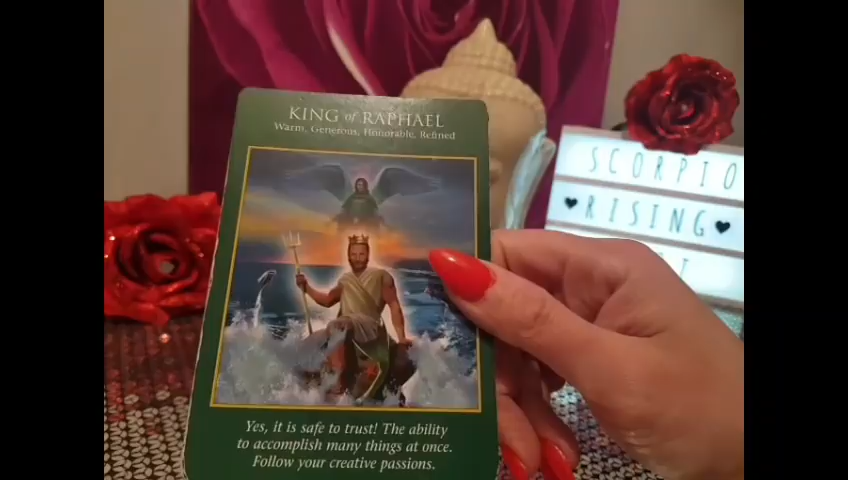 KING of RAPHAEL
Warm, Generous, Honorable, Refined
Yes, it is safe to trust! The ability
to accomplish many things at once.
Follow your creative passions.
SCORPIO
♥ RISING ♥